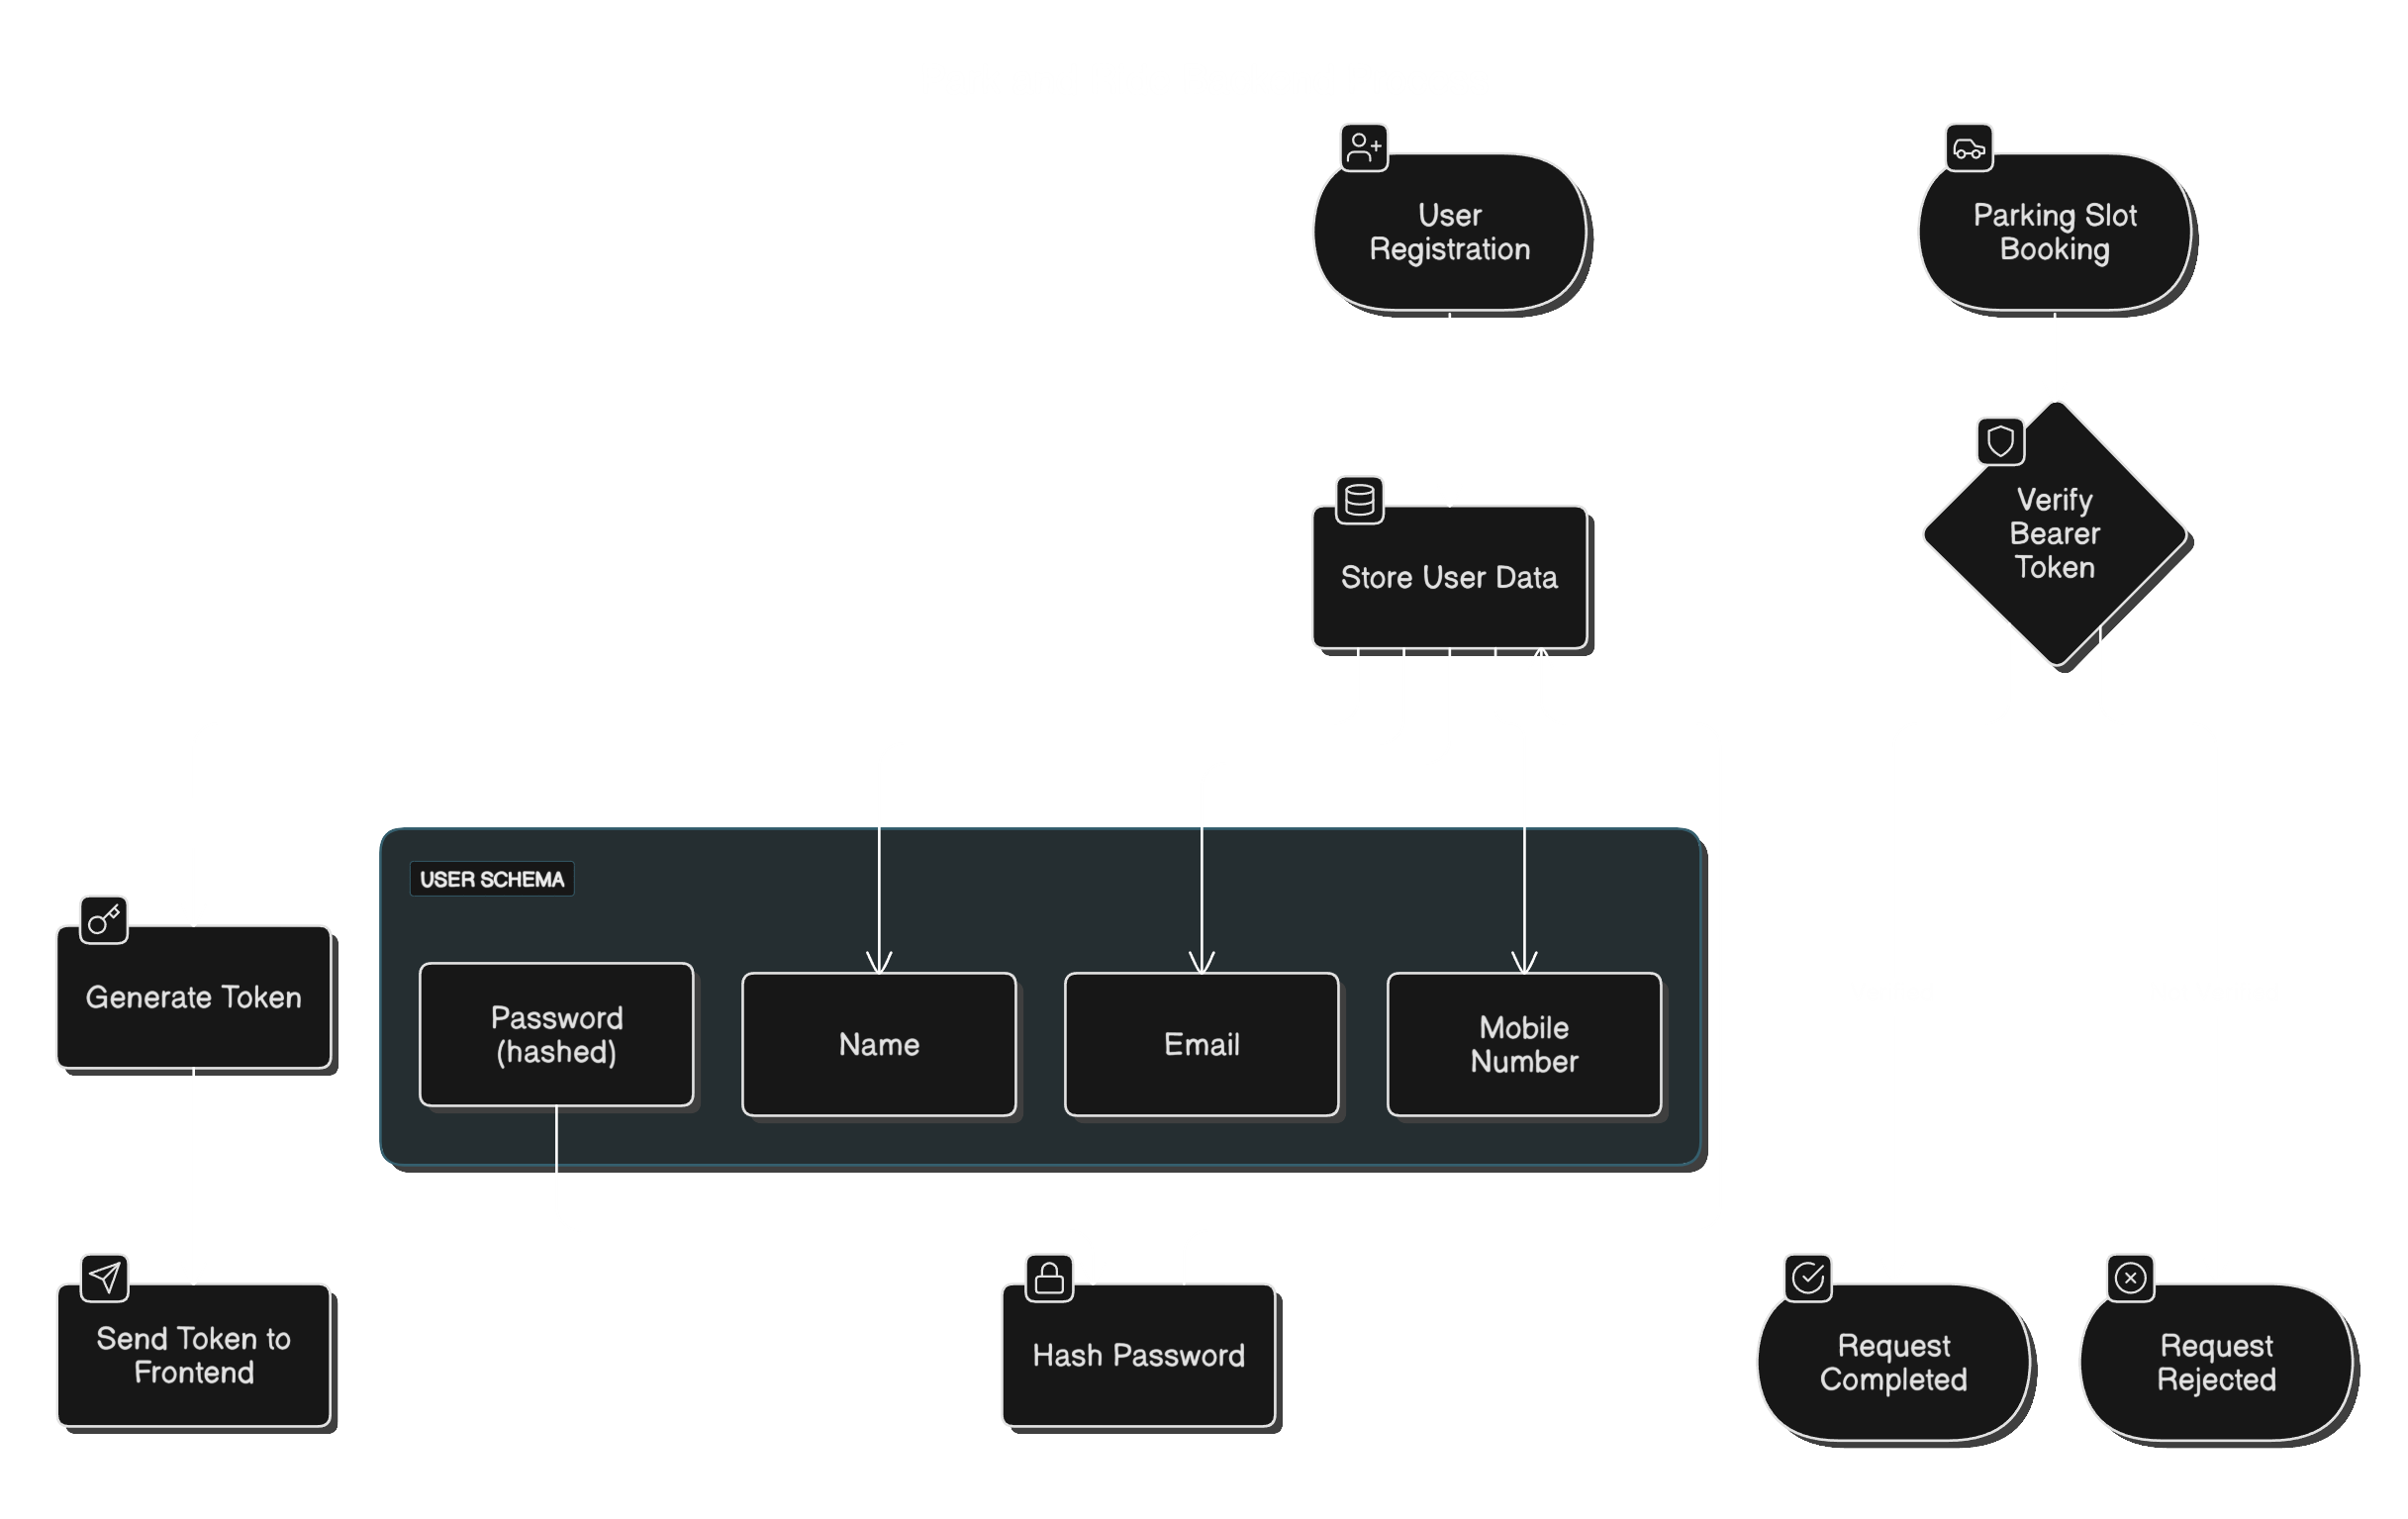 User
Registration
Parking Slot
Booking
Verify
Bearer
Token
Store User Data
USER SCHEMA
Generate Token
Password
(hashed)
Name
Email
Mobile
Number
Send Token to
Frontend
Hash Password
Request
Completed
Request
Rejected